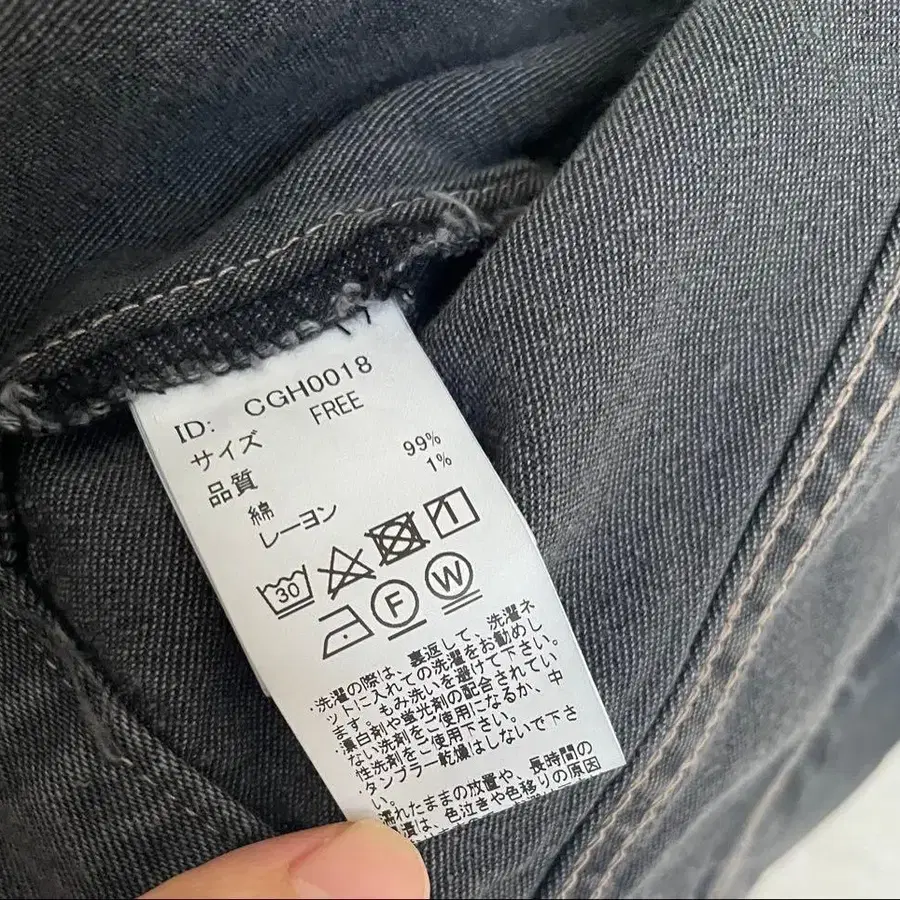 ID: CGH0018
サイズ FREE
品質
綿 99%
レーヨン 1%
30
F W
・洗濯の際は、裏返して、洗濯ネ
ットに入れての洗濯をお勧めし
ます。もみ洗いを避けて下さい。
・漂白剤や蛍光剤の配合されてい
ない洗剤をご使用になるか、中
性洗剤をご使用下さい。
・タンブラー乾燥はしないで下さ
い。
濡れたままの放置や、長時間の
漬は、色泣きや色移りの原因